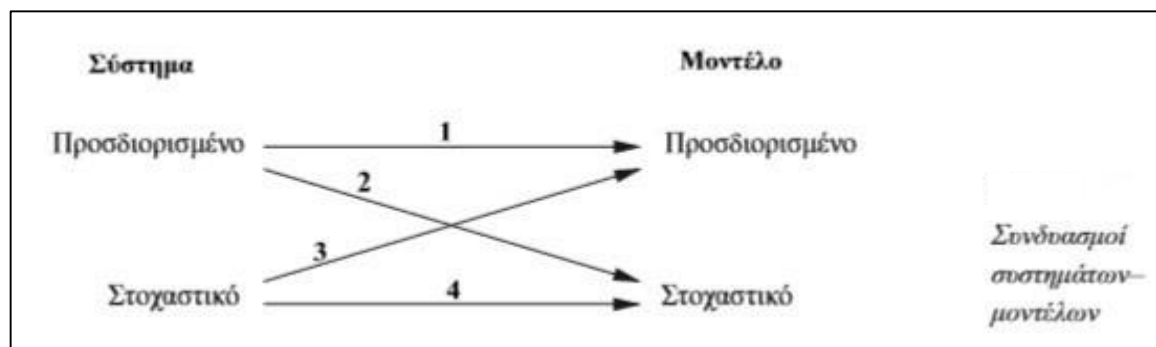 Σύστημα Μοντέλο
Προσδιορισμένο 1 Προσδιορισμένο
2
3
Στοχαστικό 4 Στοχαστικό
Συνδυασμοί
συστημάτων–
μοντέλων